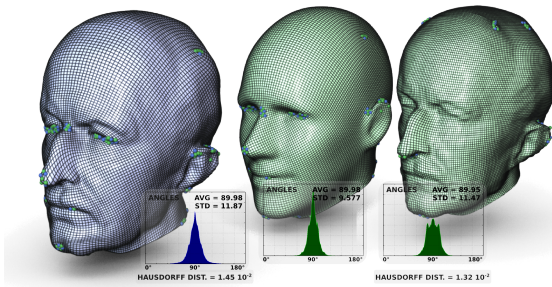 ANGLES AVG = 89.98
STD = 11.87
0° 90° 180°
HAUSDORFF DIST. = 1.45 10⁻²
ANGLES AVG = 89.98
STD = 9.577
0° 90° 180°
ANGLES AVG = 89.95
STD = 11.47
0° 90° 180°
HAUSDORFF DIST. = 1.32 10⁻²